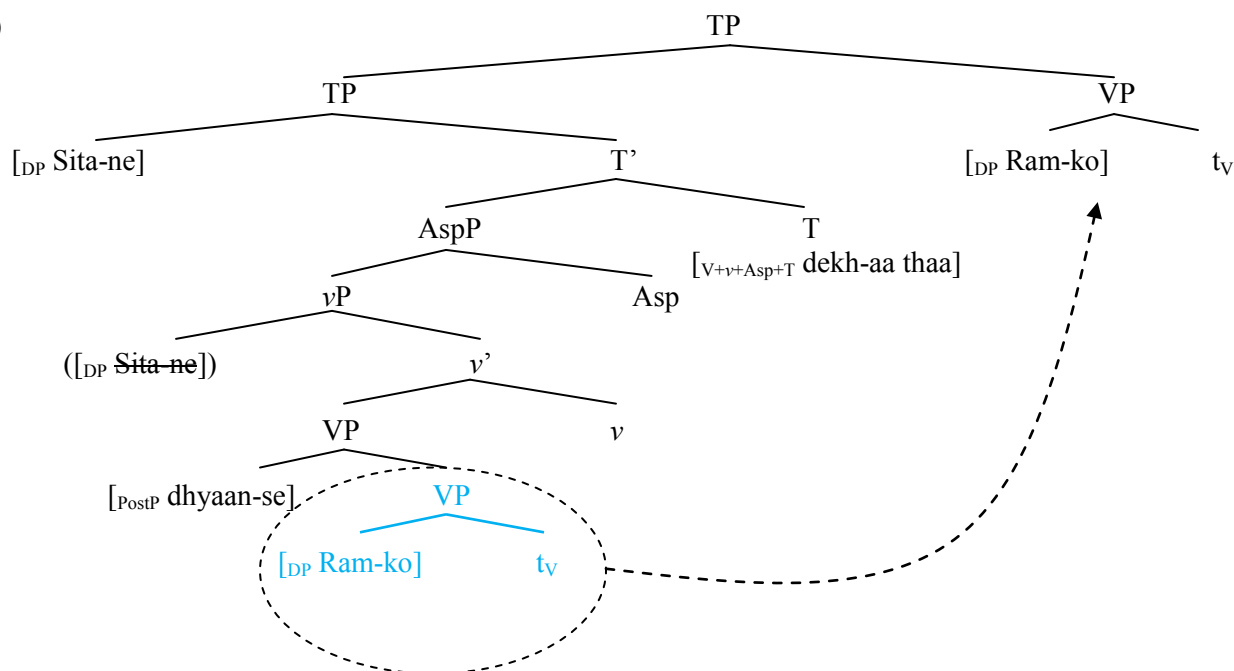 )
TP
TP VP
[DP Sita-ne] T’ [DP Ram-ko] tV
AspP T
[V+v+Asp+T dekh-aa thaa]
vP Asp
([DP Sita-ne]) v’
VP v
[PostP dhyaan-se] VP
[DP Ram-ko] tV